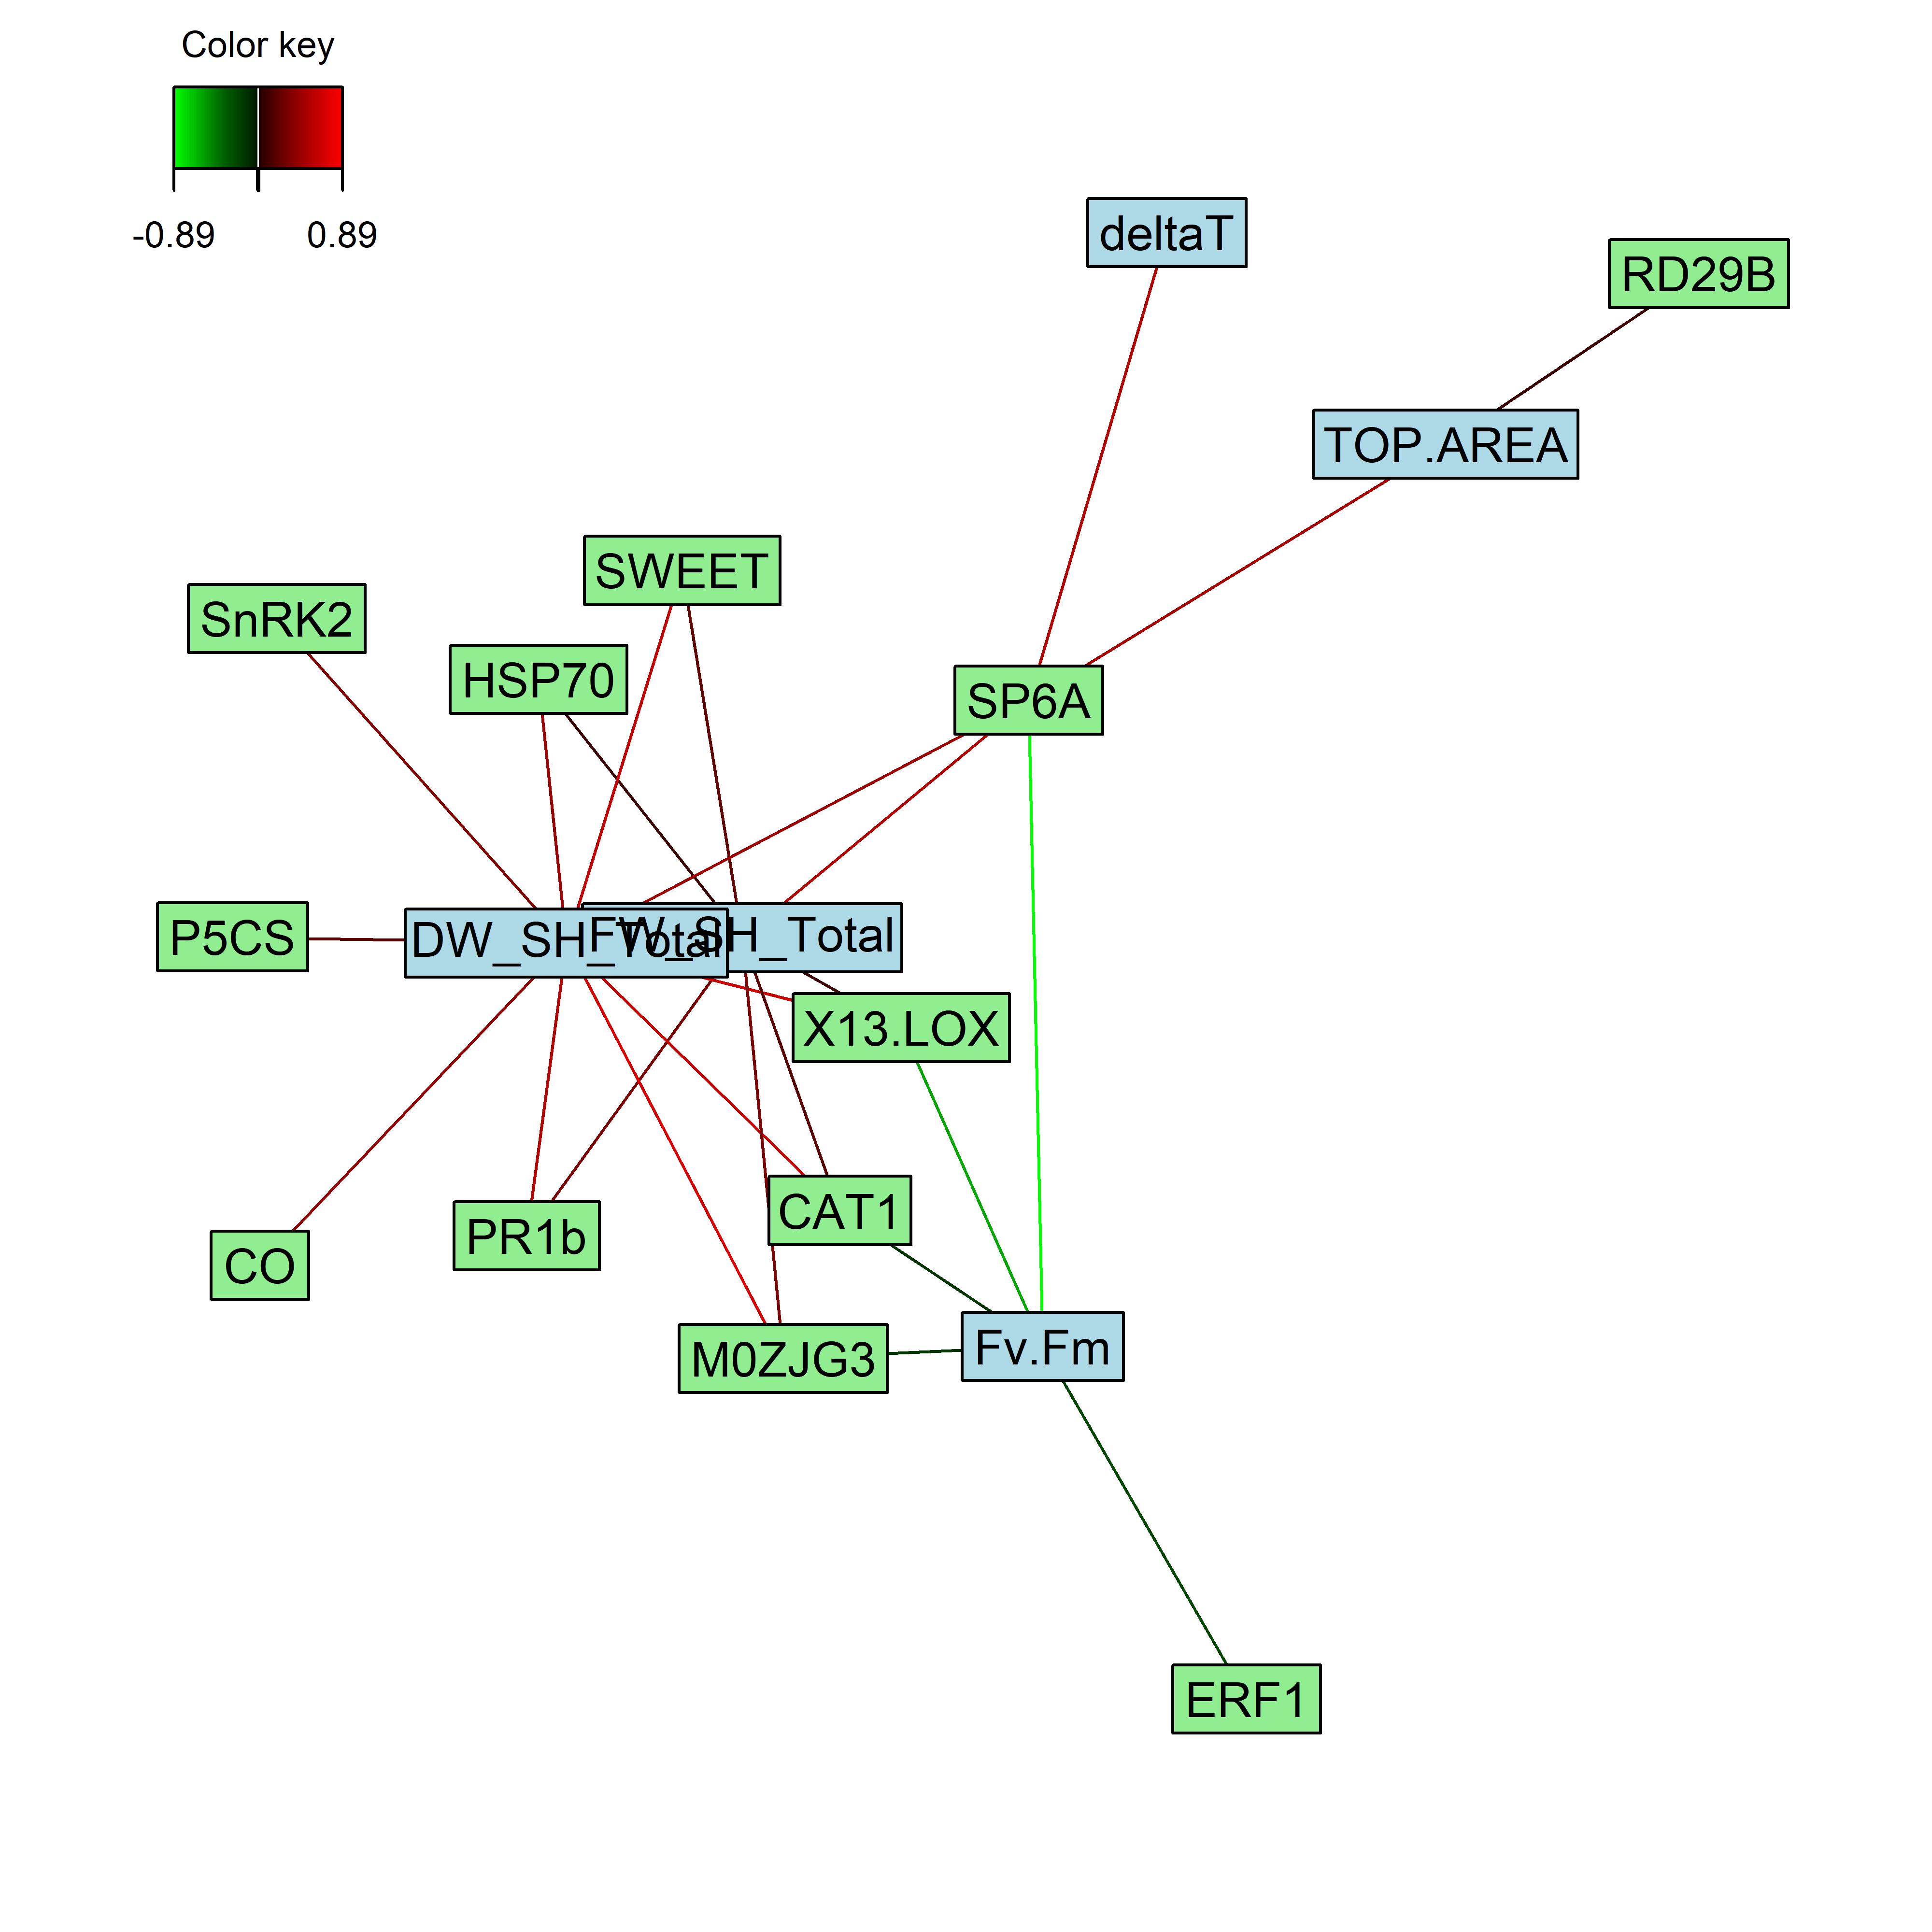 Color key
-0.89 0.89
deltaT
RD29B
TOP.AREA
SWEET
SnRK2
HSP70
SP6A
P5CS
DW_SH_Total
FW_SH_Total
X13.LOX
CAT1
PR1b
CO
M0ZJG3
Fv.Fm
ERF1